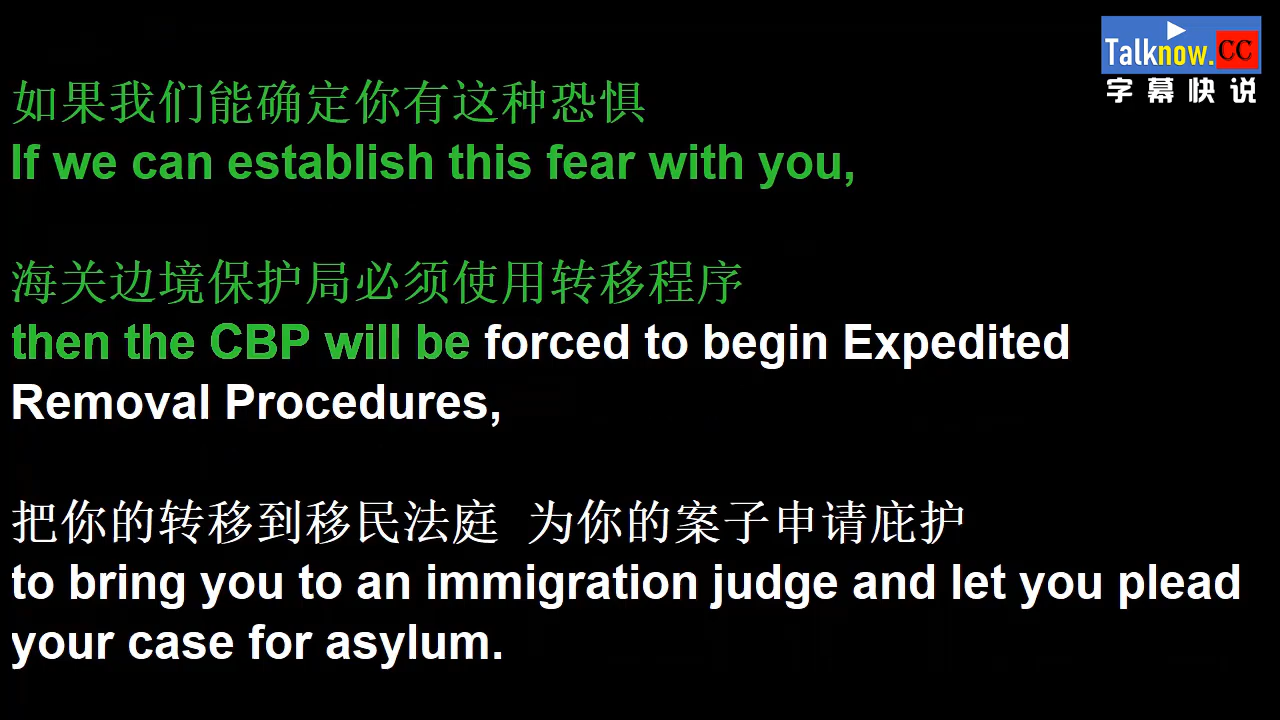 Talknow.CC
字幕快说
如果我们能确定你有这种恐惧
If we can establish this fear with you,
海关边境保护局必须使用转移程序
then the CBP will be forced to begin Expedited
Removal Procedures,
把你的转移到移民法庭 为你的案子申请庇护
to bring you to an immigration judge and let you plead
your case for asylum.